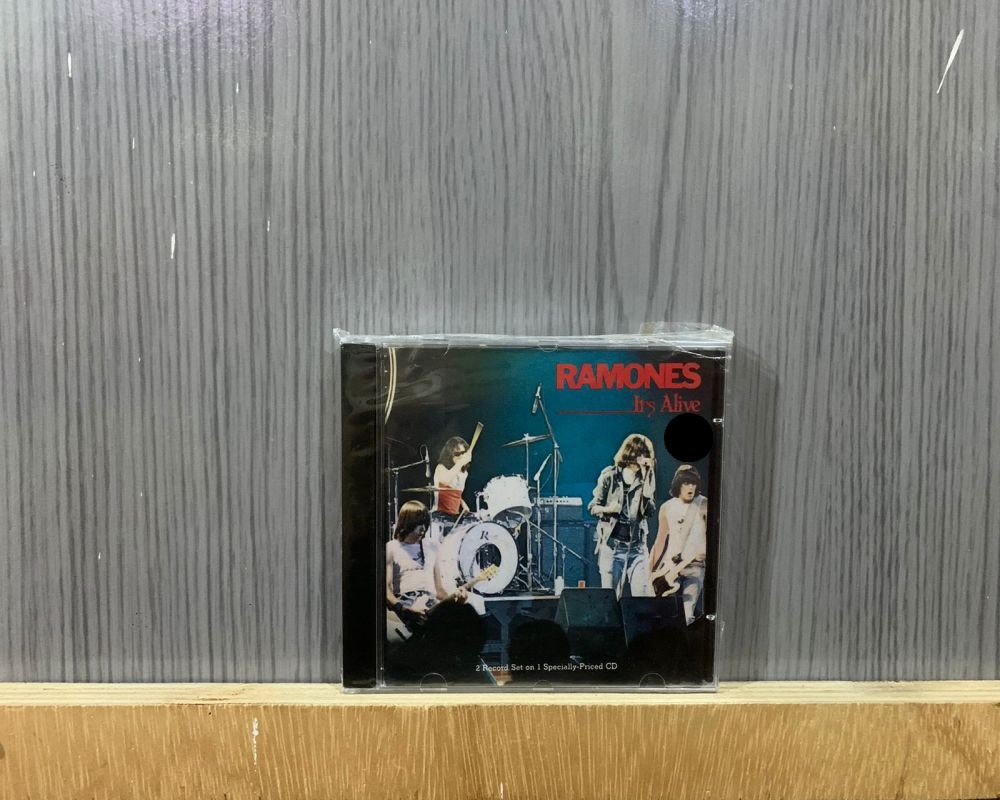 RAMONES
It's Alive
R
2 Record Set on 1 Specially-Priced CD